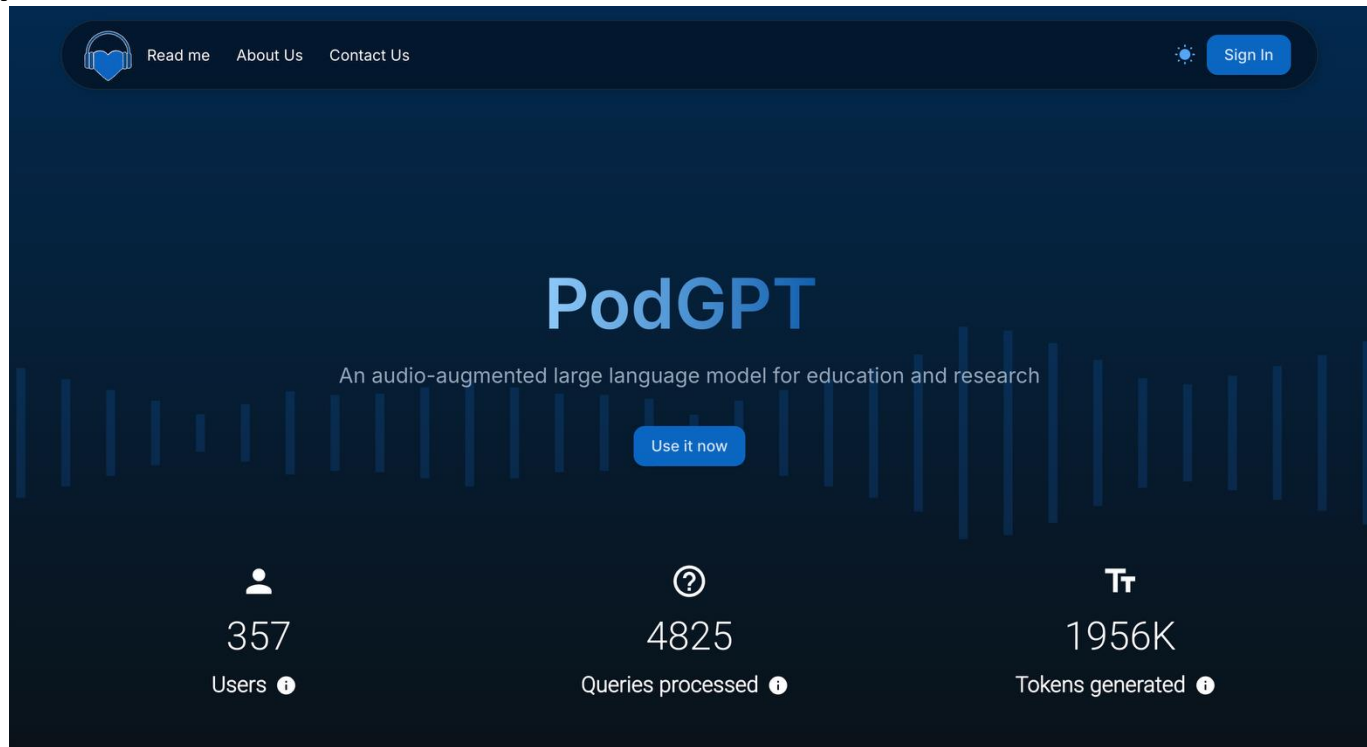 Read me About Us Contact Us Sign In
PodGPT
An audio-augmented large language model for education and research
Use it now
357 4825 1956K
Users Queries processed Tokens generated